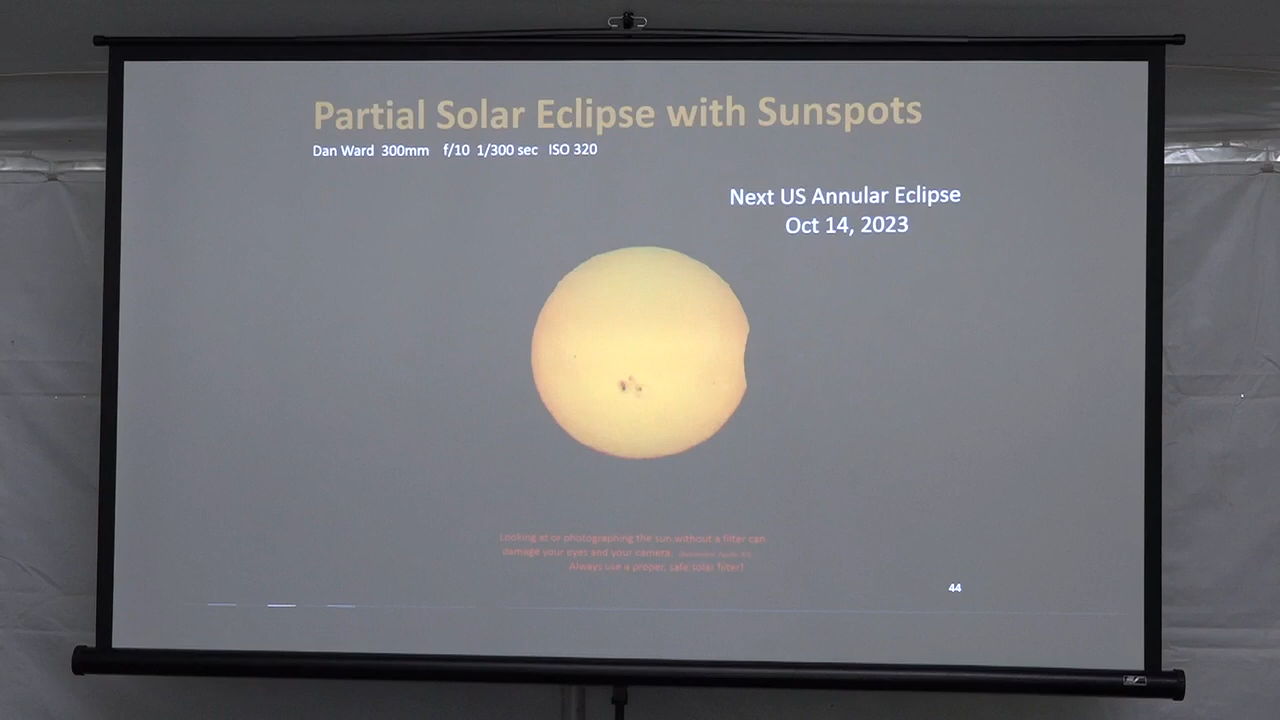 Partial Solar Eclipse with Sunspots
Dan Ward 300mm f/10 1/300 sec ISO 320
Next US Annular Eclipse
Oct 14, 2023
Looking at or photographing the sun without a filter can
damage your eyes and your camera.
Always use a proper, safe solar filter!
44